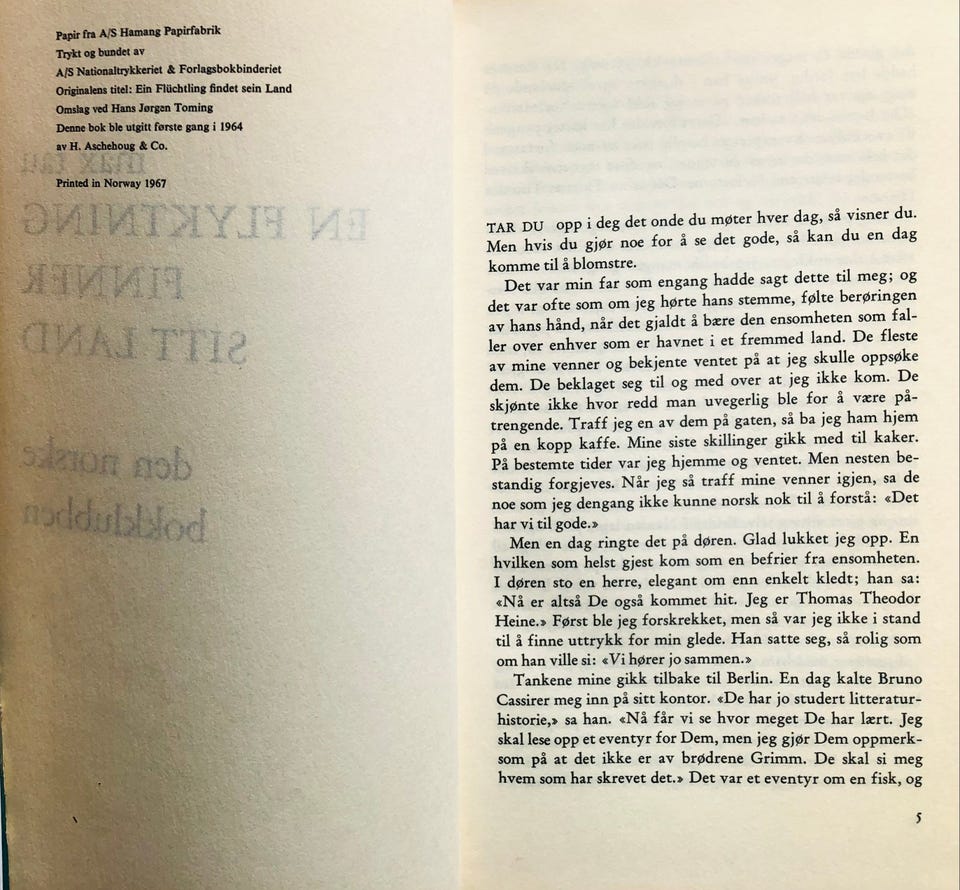 Papir fra A/S Hamang Papirfabrik
Trykt og bundet av
A/S Nationaltrykkeriet & Forlagsbokbinderiet
Originalens titel: Ein Flüchtling findet sein Land
Omslag ved Hans Jørgen Toming
Denne bok ble utgitt første gang i 1964
av H. Aschehoug & Co.
Printed in Norway 1967
max tau
EN FLYKTNING
FINNER
SITT LAND
den norske
bokklubben
TAR DU opp i deg det onde du møter hver dag, så visner du.
Men hvis du gjør noe for å se det gode, så kan du en dag
komme til å blomstre.
Det var min far som engang hadde sagt dette til meg; og
det var ofte som om jeg hørte hans stemme, følte berøringen
av hans hånd, når det gjaldt å bære den ensomheten som fal-
ler over enhver som er havnet i et fremmed land. De fleste
av mine venner og bekjente ventet på at jeg skulle oppsøke
dem. De beklaget seg til og med over at jeg ikke kom. De
skjønte ikke hvor redd man uvegerlig ble for å være på-
trengende. Traff jeg en av dem på gaten, så ba jeg ham hjem
på en kopp kaffe. Mine siste skillinger gikk med til kaker.
På bestemte tider var jeg hjemme og ventet. Men nesten be-
standig forgjeves. Når jeg så traff mine venner igjen, sa de
noe som jeg dengang ikke kunne norsk nok til å forstå: «Det
har vi til gode.»
Men en dag ringte det på døren. Glad lukket jeg opp. En
hvilken som helst gjest kom som en befrier fra ensomheten.
I døren sto en herre, elegant om enn enkelt kledt; han sa:
«Nå er altså De også kommet hit. Jeg er Thomas Theodor
Heine.» Først ble jeg forskrekket, men så var jeg ikke i stand
til å finne uttrykk for min glede. Han satte seg, så rolig som
om han ville si: «Vi hører jo sammen.»
Tankene mine gikk tilbake til Berlin. En dag kalte Bruno
Cassirer meg inn på sitt kontor. «De har jo studert litteratur-
historie,» sa han. «Nå får vi se hvor meget De har lært. Jeg
skal lese opp et eventyr for Dem, men jeg gjør Dem oppmerk-
som på at det ikke er av brødrene Grimm. De skal si meg
hvem som har skrevet det.» Det var et eventyr om en fisk, og
5